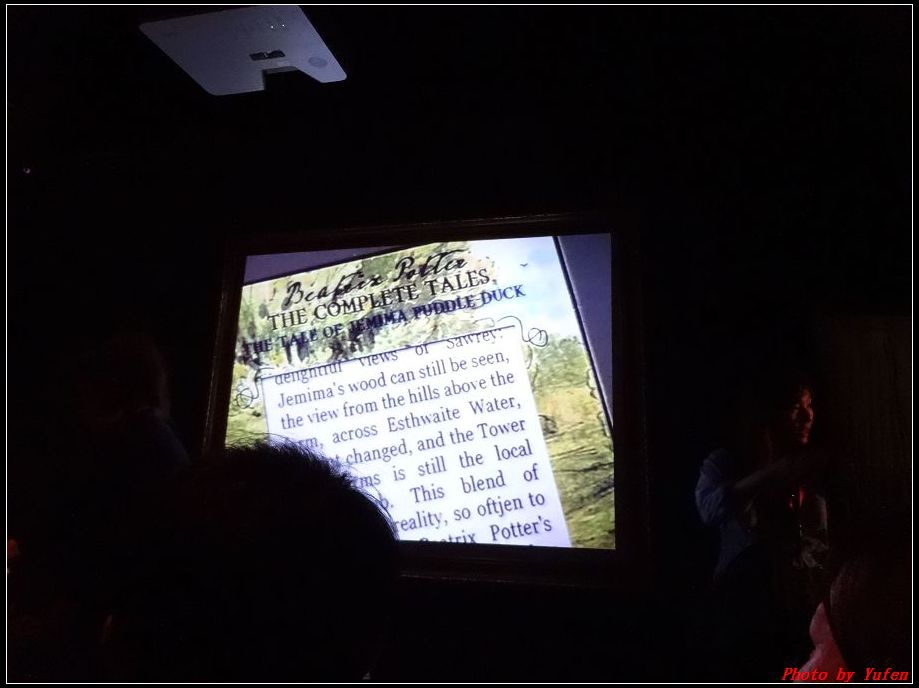 Beatrix Potter
THE COMPLETE TALES
THE TALE OF JEMIMA PUDDLE-DUCK
delightful views of Sawrey:
Jemima's wood can still be seen,
the view from the hills above the
across Esthwaite Water,
changed, and the Tower
is still the local
This blend of
reality, so oftjen to
Potter's
Photo by Yufen